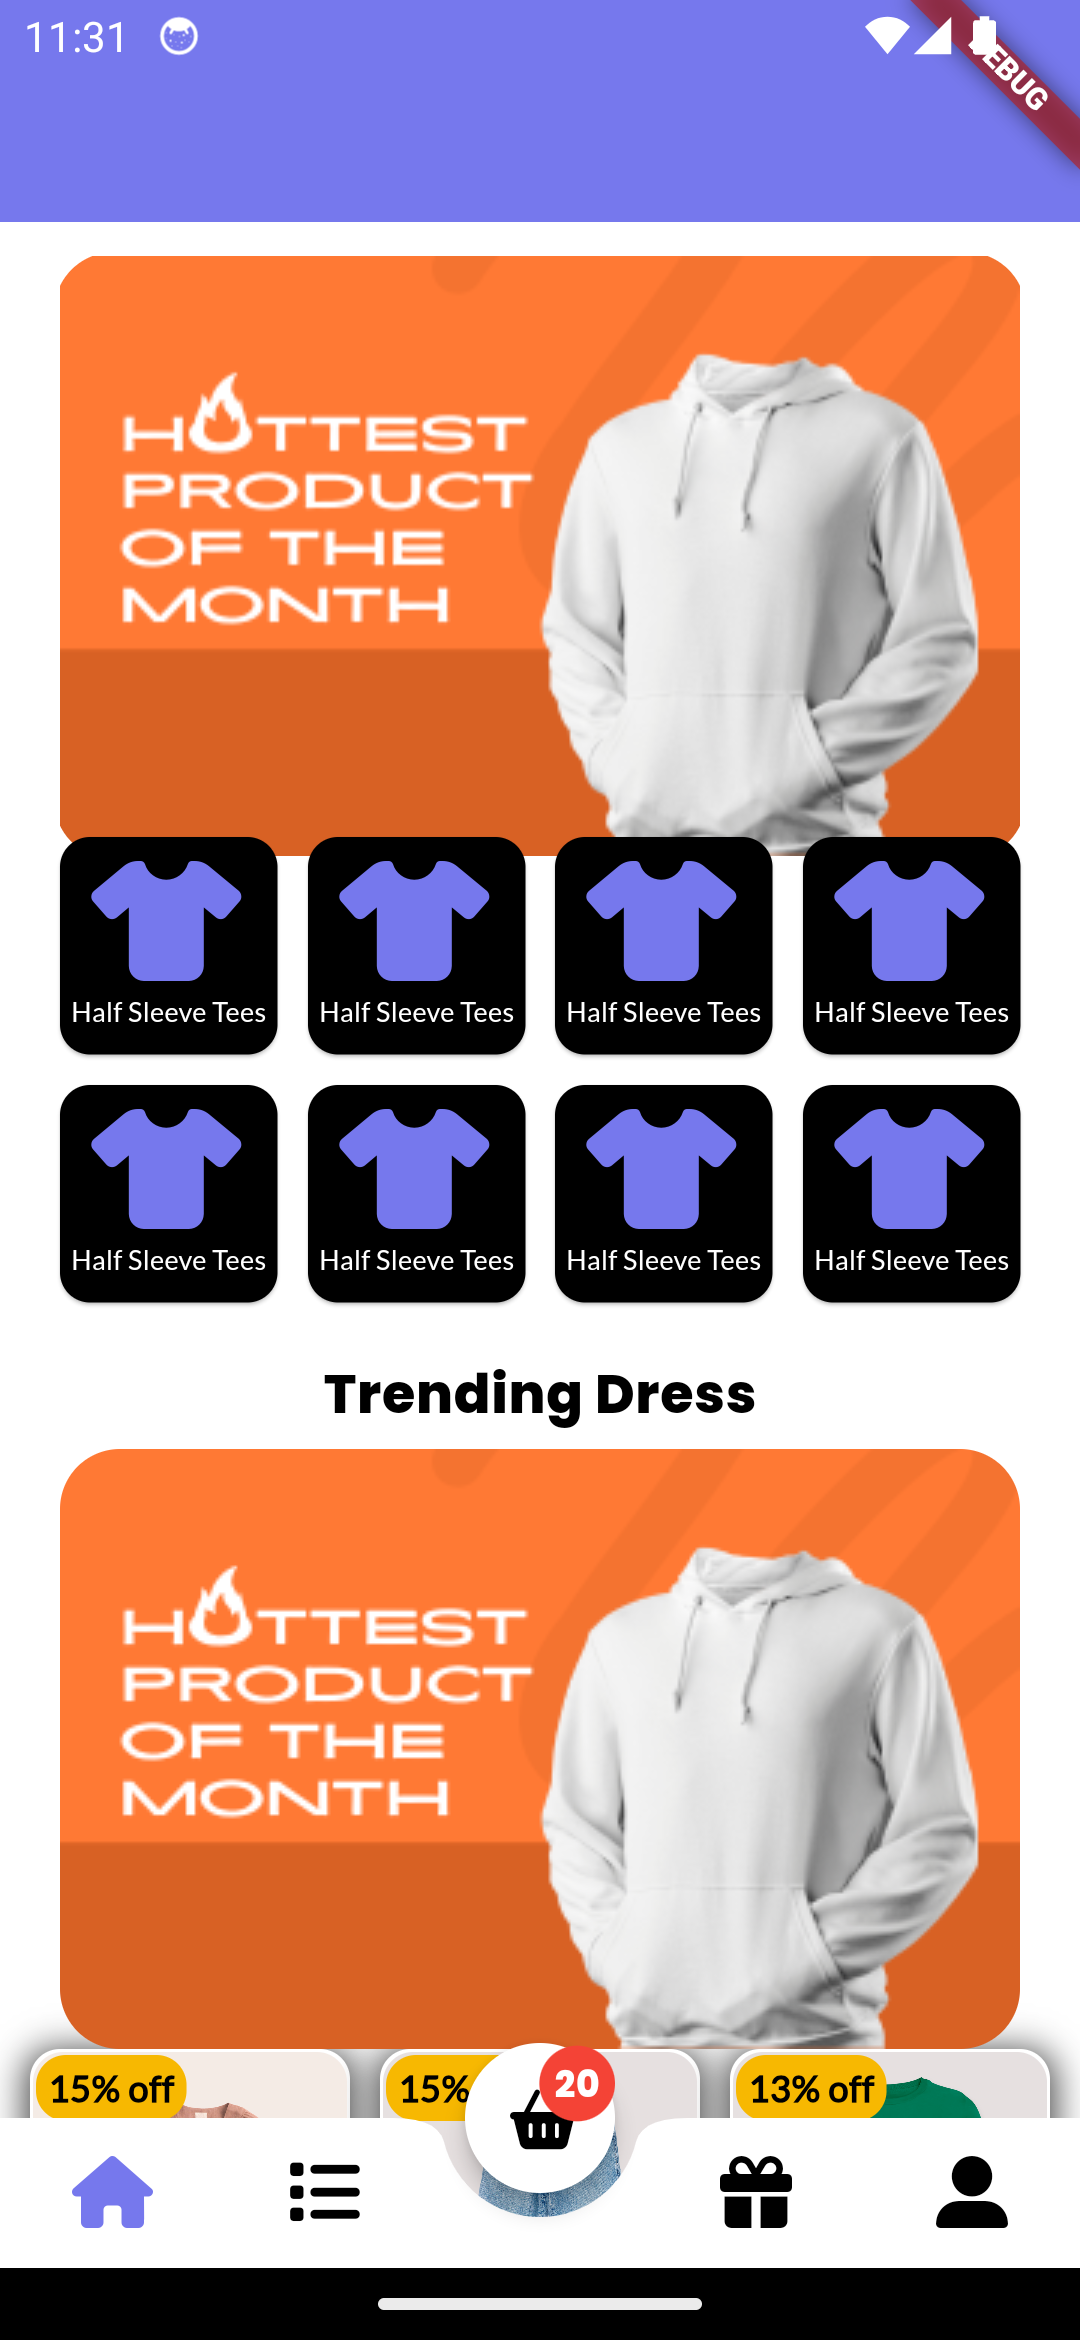 11:31
DEBUG
HOTTEST
PRODUCT
OF THE
MONTH
Half Sleeve Tees
Half Sleeve Tees
Half Sleeve Tees
Half Sleeve Tees
Half Sleeve Tees
Half Sleeve Tees
Half Sleeve Tees
Half Sleeve Tees
Trending Dress
HOTTEST
PRODUCT
OF THE
MONTH
15% off
15%
20
13% off